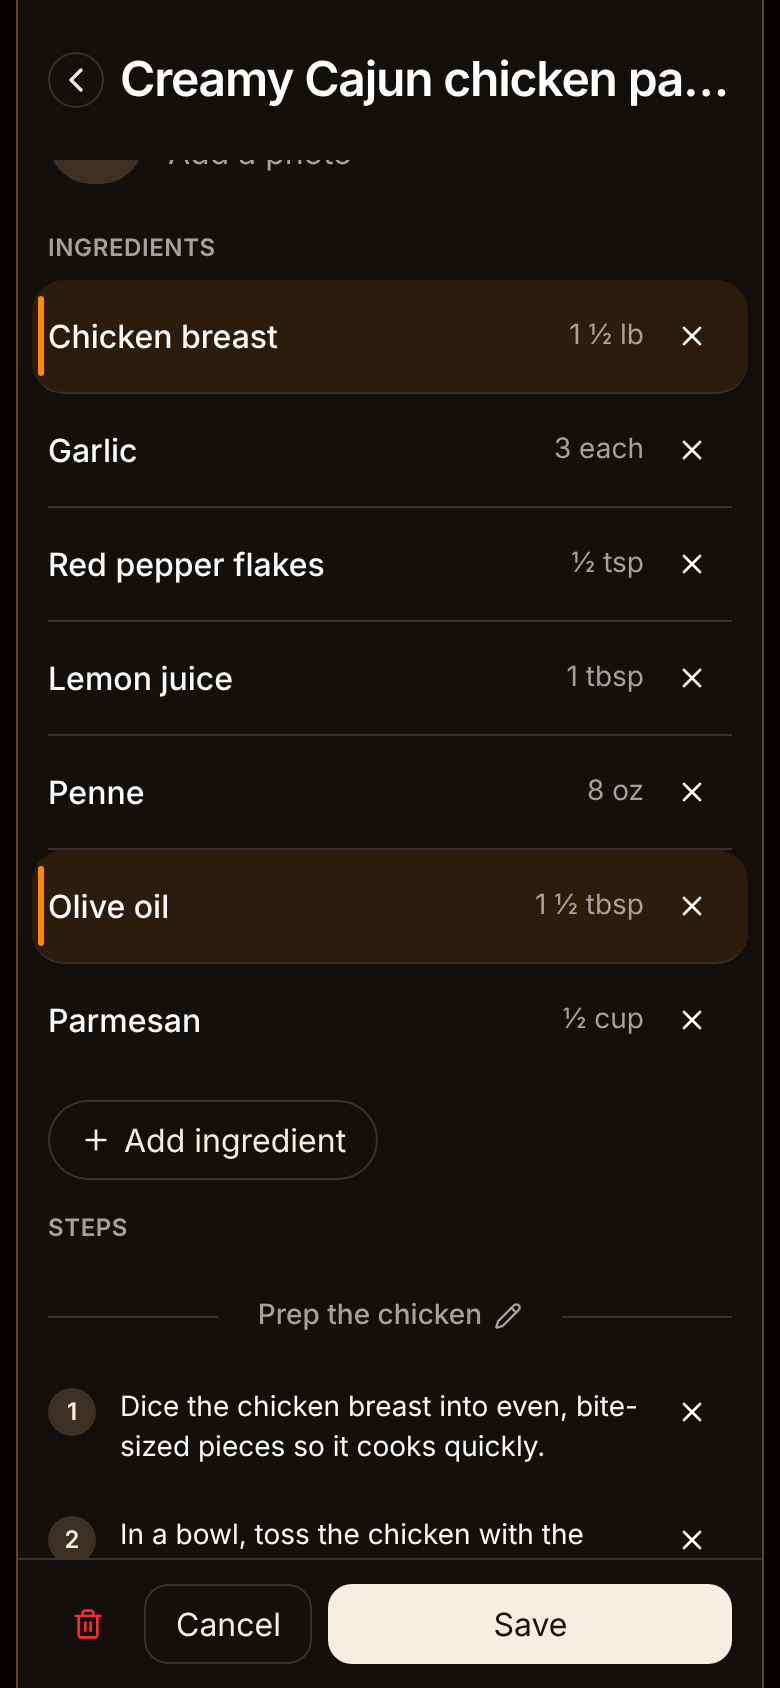 Creamy Cajun chicken pa...
Add a photo
INGREDIENTS
Chicken breast 1 ½ lb
Garlic 3 each
Red pepper flakes ½ tsp
Lemon juice 1 tbsp
Penne 8 oz
Olive oil 1 ½ tbsp
Parmesan ½ cup
+ Add ingredient
STEPS
Prep the chicken
1 Dice the chicken breast into even, bite-
sized pieces so it cooks quickly.
2 In a bowl, toss the chicken with the
Cancel Save